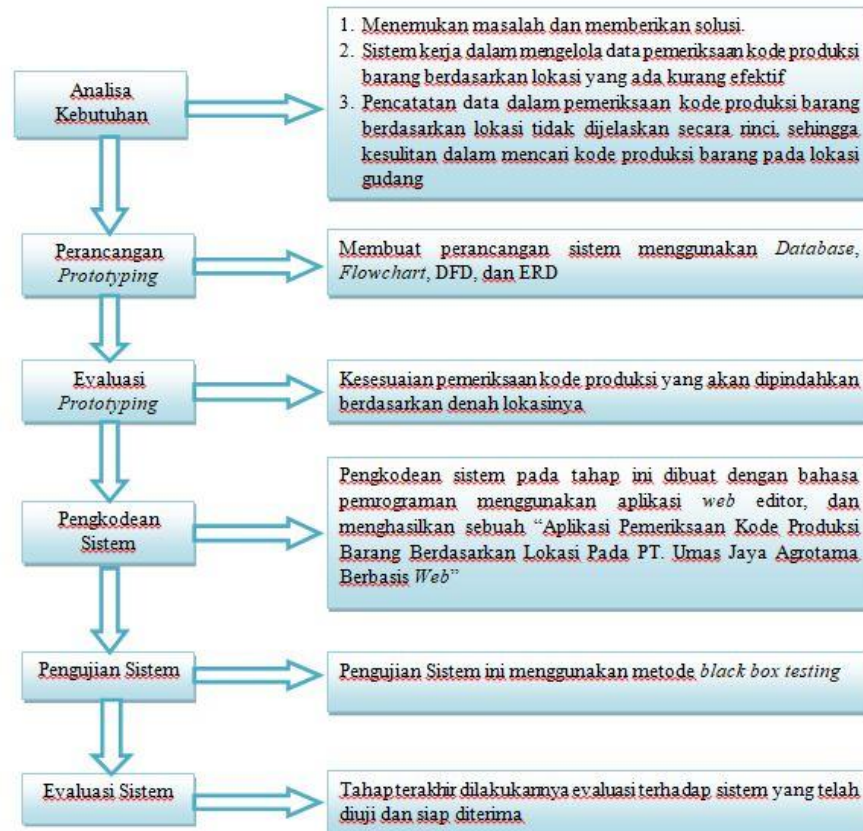 Analisa
Kebutuhan
1. Menemukan masalah dan memberikan solusi.
2. Sistem kerja dalam mengelola data pemeriksaan kode produksi
barang berdasarkan lokasi yang ada kurang efektif
3. Pencatatan data dalam pemeriksaan kode produksi barang
berdasarkan lokasi tidak dijelaskan secara rinci, sehingga
kesulitan dalam mencari kode produksi barang pada lokasi
gudang
Perancangan
Prototyping
Membuat perancangan sistem menggunakan Database,
Flowchart, DFD, dan ERD
Evaluasi
Prototyping
Kesesuaian pemeriksaan kode produksi yang akan dipindahkan
berdasarkan denah lokasinya
Pengkodean
Sistem
Pengkodean sistem pada tahap ini dibuat dengan bahasa
pemrograman menggunakan aplikasi web editor, dan
menghasilkan sebuah “Aplikasi Pemeriksaan Kode Produksi
Barang Berdasarkan Lokasi Pada PT. Umas Jaya Agrotama
Berbasis Web”
Pengujian Sistem
Pengujian Sistem ini menggunakan metode black box testing
Evaluasi Sistem
Tahap terakhir dilakukannya evaluasi terhadap sistem yang telah
diuji dan siap diterima